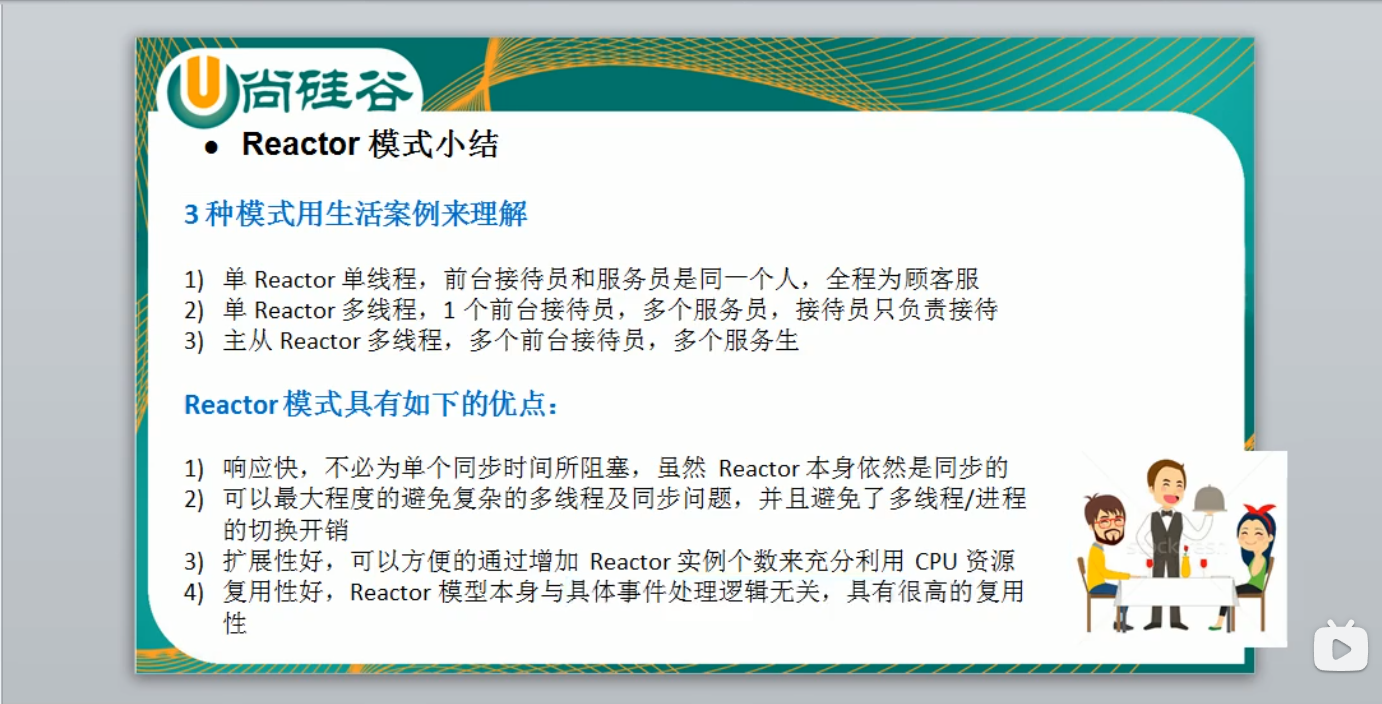 尚硅谷
● Reactor 模式小结
3 种模式用生活案例来理解
1) 单 Reactor 单线程，前台接待员和服务员是同一个人，全程为顾客服
2) 单 Reactor 多线程，1 个前台接待员，多个服务员，接待员只负责接待
3) 主从 Reactor 多线程，多个前台接待员，多个服务生
Reactor 模式具有如下的优点：
1) 响应快，不必为单个同步时间所阻塞，虽然 Reactor 本身依然是同步的
2) 可以最大程度的避免复杂的多线程及同步问题，并且避免了多线程/进程
的切换开销
3) 扩展性好，可以方便的通过增加 Reactor 实例个数来充分利用 CPU 资源
4) 复用性好，Reactor 模型本身与具体事件处理逻辑无关，具有很高的复用
性